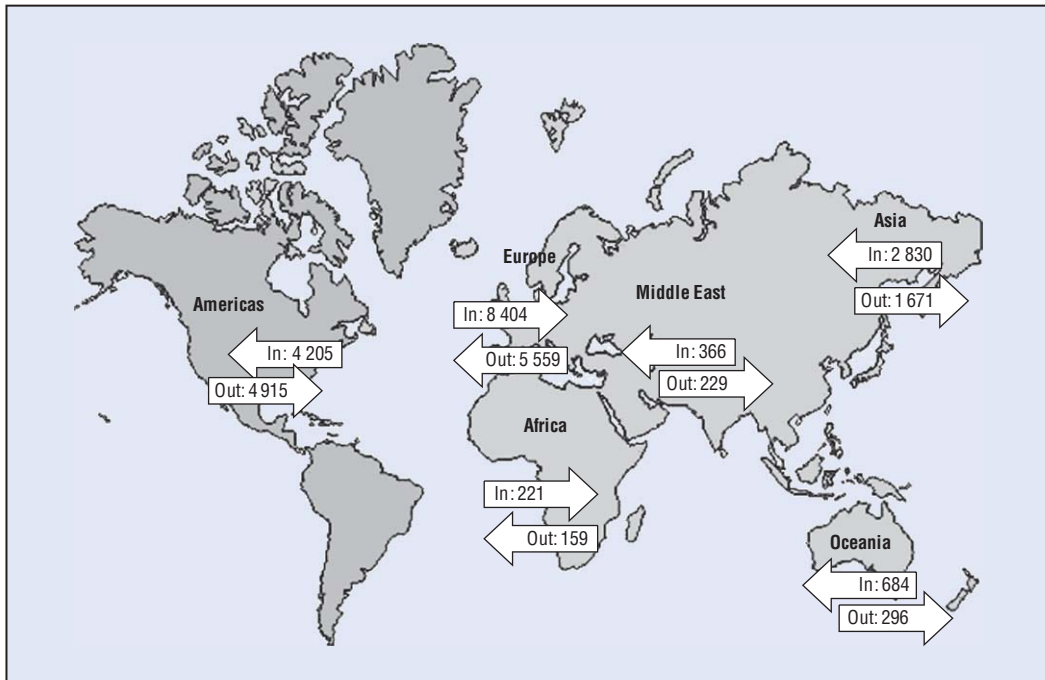 Asia
In: 2 830
Out: 1 671
Europe
Middle East
Americas
In: 8 404
Out: 5 559
In: 366
Out: 229
In: 4 205
Out: 4 915
Africa
In: 221
Out: 159
Oceania
In: 684
Out: 296